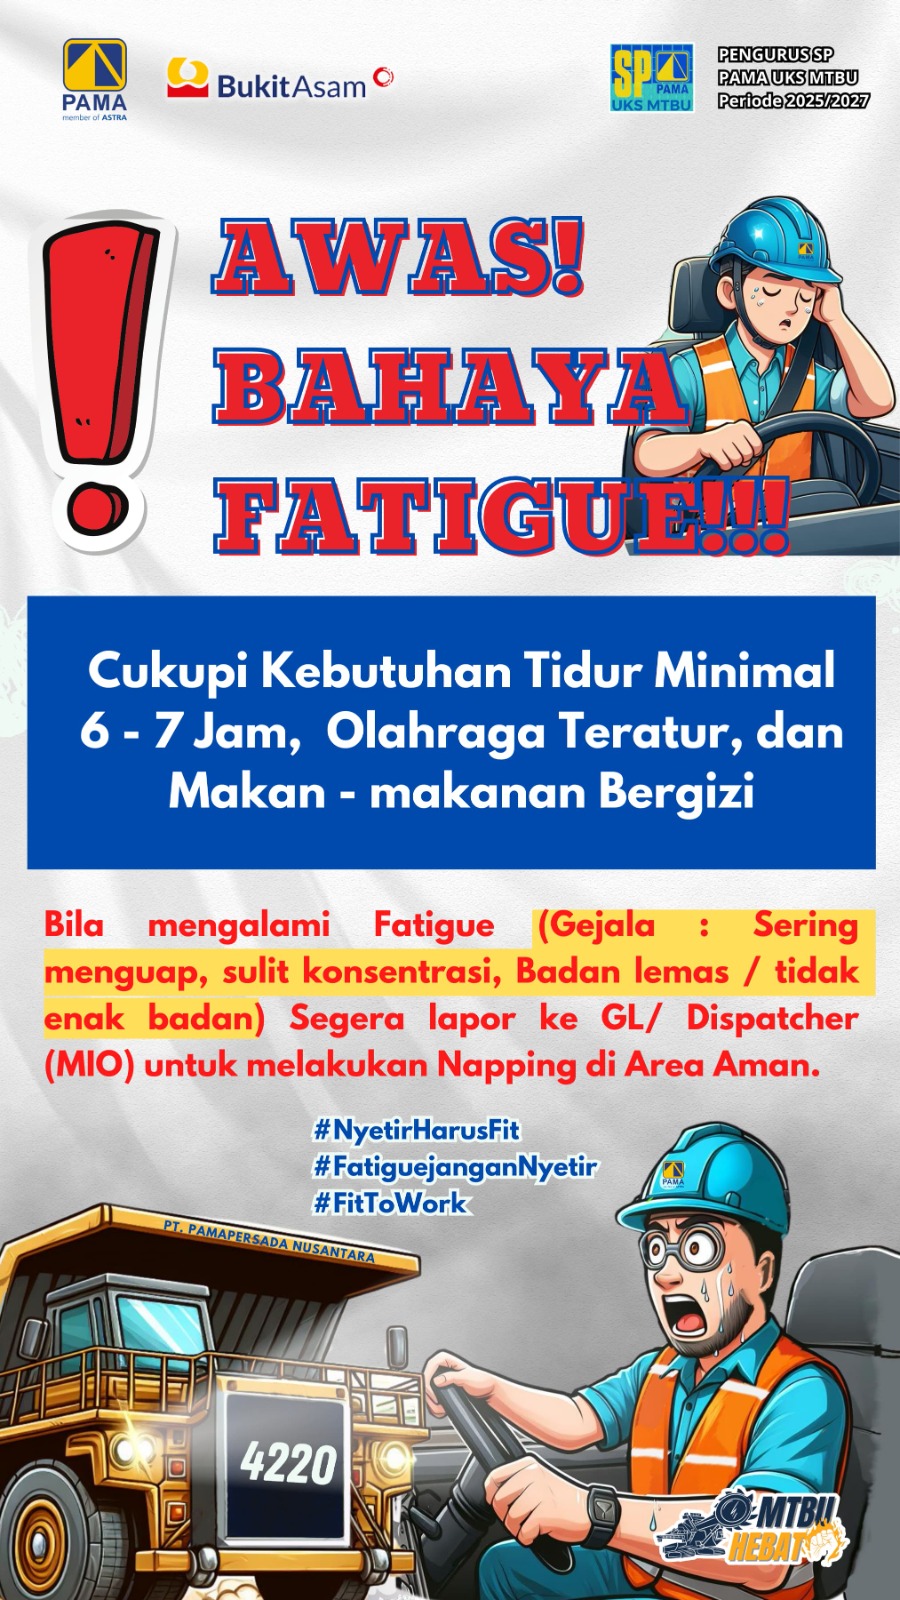 PAMA
member of ASTRA
BukitAsam
SP PAMA
UKS MTBU
PENGURUS SP
PAMA UKS MTBU
Periode 2025/2027
AWAS!
BAHAYA
FATIGUE!!!
PAMA
Cukupi Kebutuhan Tidur Minimal
6 - 7 Jam, Olahraga Teratur, dan
Makan - makanan Bergizi
Bila mengalami Fatigue (Gejala : Sering
menguap, sulit konsentrasi, Badan lemas / tidak
enak badan) Segera lapor ke GL/ Dispatcher
(MIO) untuk melakukan Napping di Area Aman.
#NyetirHarusFit
#FatiguejanganNyetir
#FitToWork
PAMA
PT. PAMAPERSADA NUSANTARA
4220
MTBU
HEBAT